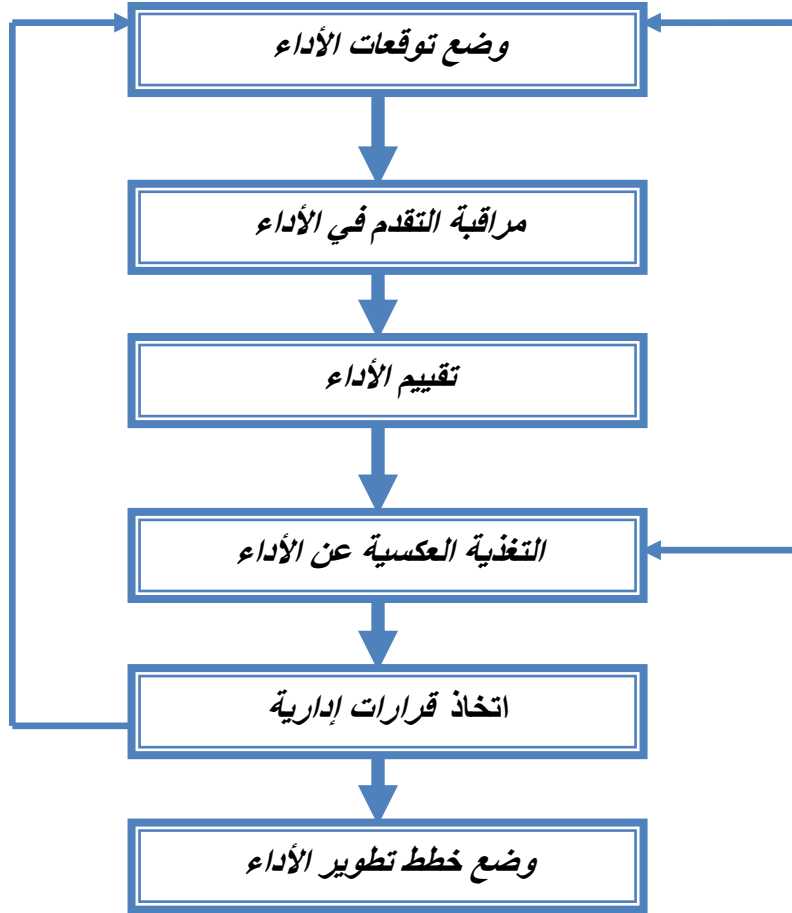 وضع توقعات الأداء
مراقبة التقدم في الأداء
تقييم الأداء
التغذية العكسية عن الأداء
اتخاذ قرارات إدارية
وضع خطط تطوير الأداء